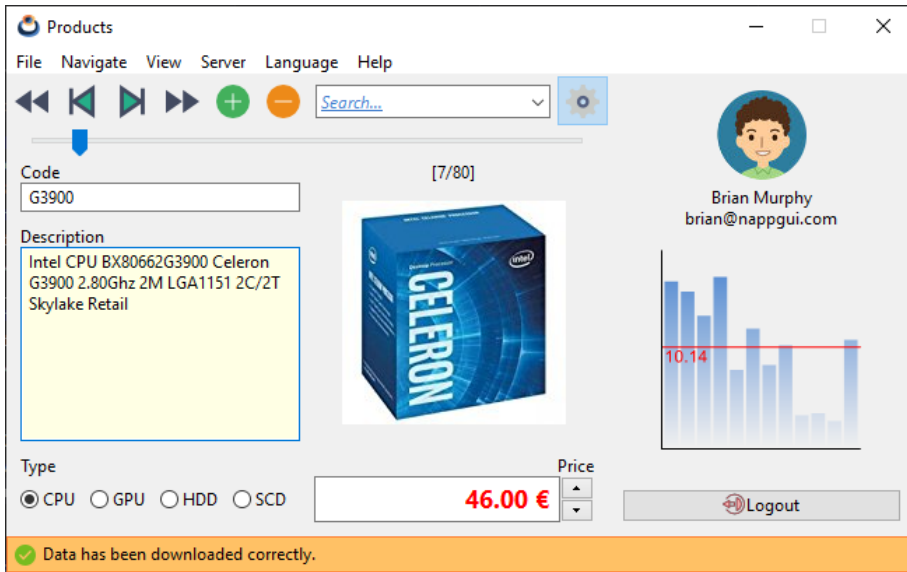 Products
File Navigate View Server Language Help
Search...
Code
[7/80]
G3900
Brian Murphy
brian@nappgui.com
Description
Intel CPU BX80662G3900 Celeron
G3900 2.80Ghz 2M LGA1151 2C/2T
Skylake Retail
intel
CELERON
10.14
Type
Price
CPU GPU HDD SCD
46.00 €
Logout
Data has been downloaded correctly.